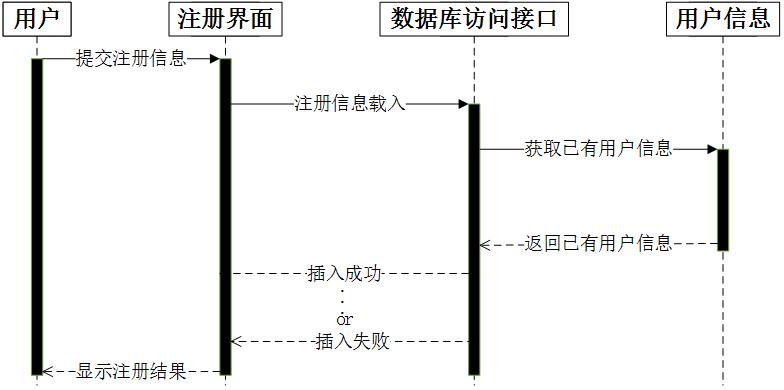 用户
注册界面
数据库访问接口
用户信息
提交注册信息
注册信息载入
获取已有用户信息
返回已有用户信息
插入成功
or
插入失败
显示注册结果